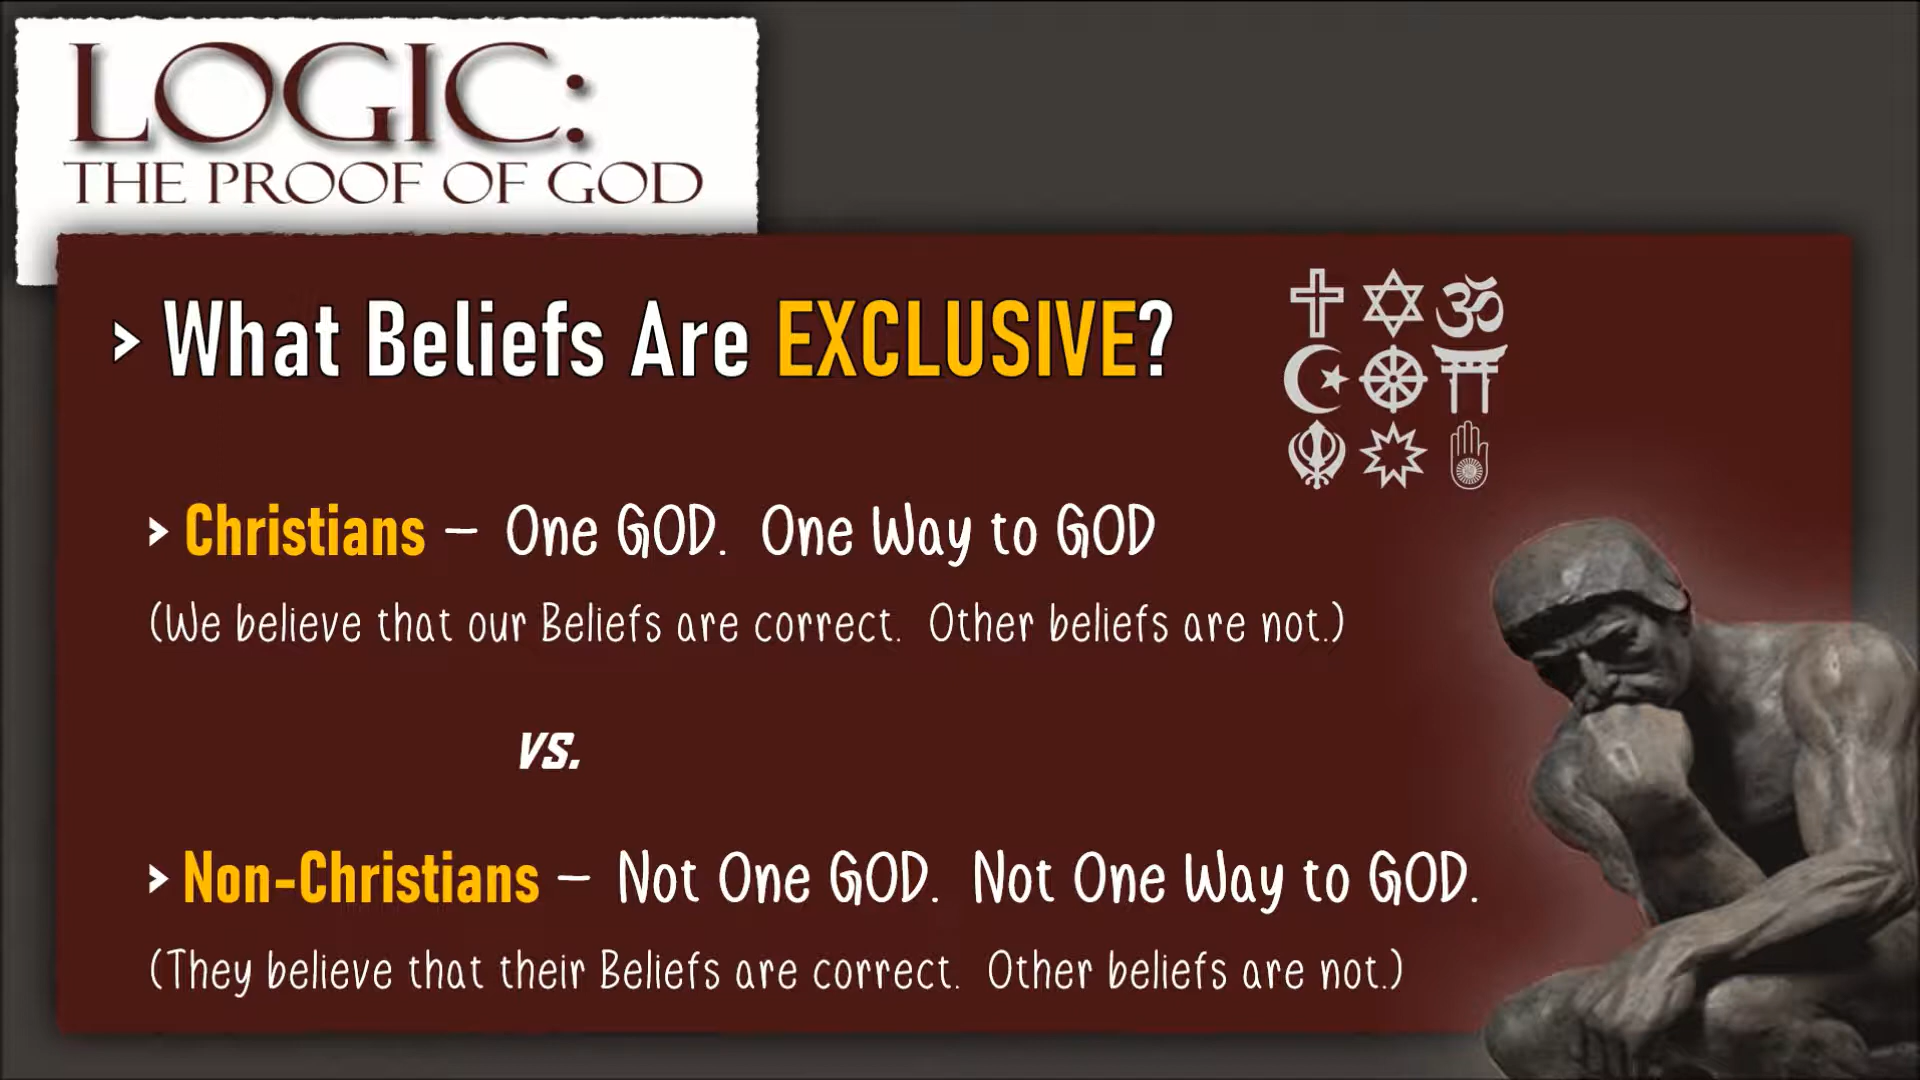 LOGIC:
THE PROOF OF GOD
> What Beliefs Are EXCLUSIVE?
> Christians – One GOD. One Way to GOD
(We believe that our Beliefs are correct. Other beliefs are not.)
VS.
> Non-Christians – Not One GOD. Not One Way to GOD.
(They believe that their Beliefs are correct. Other beliefs are not.)